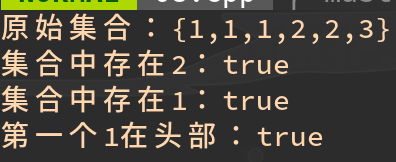 原始集合：{1,1,1,2,2,3}
集合中存在2：true
集合中存在1：true
第一个1在头部：true